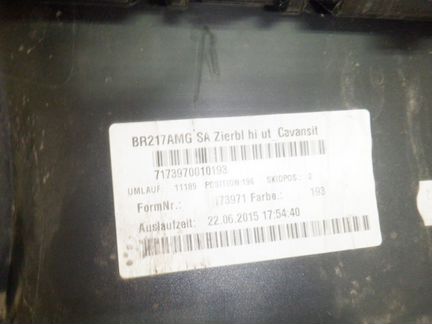 BR217AMG SA Zierbl hi ut Cavansit
7173970010193
UMLAUF: 11189 POSITION 196 SKIDPOS.: 2
FormNr.: 173971 Farbe.: 193
Auslaufzeit: 22.06.2015 17:54:40